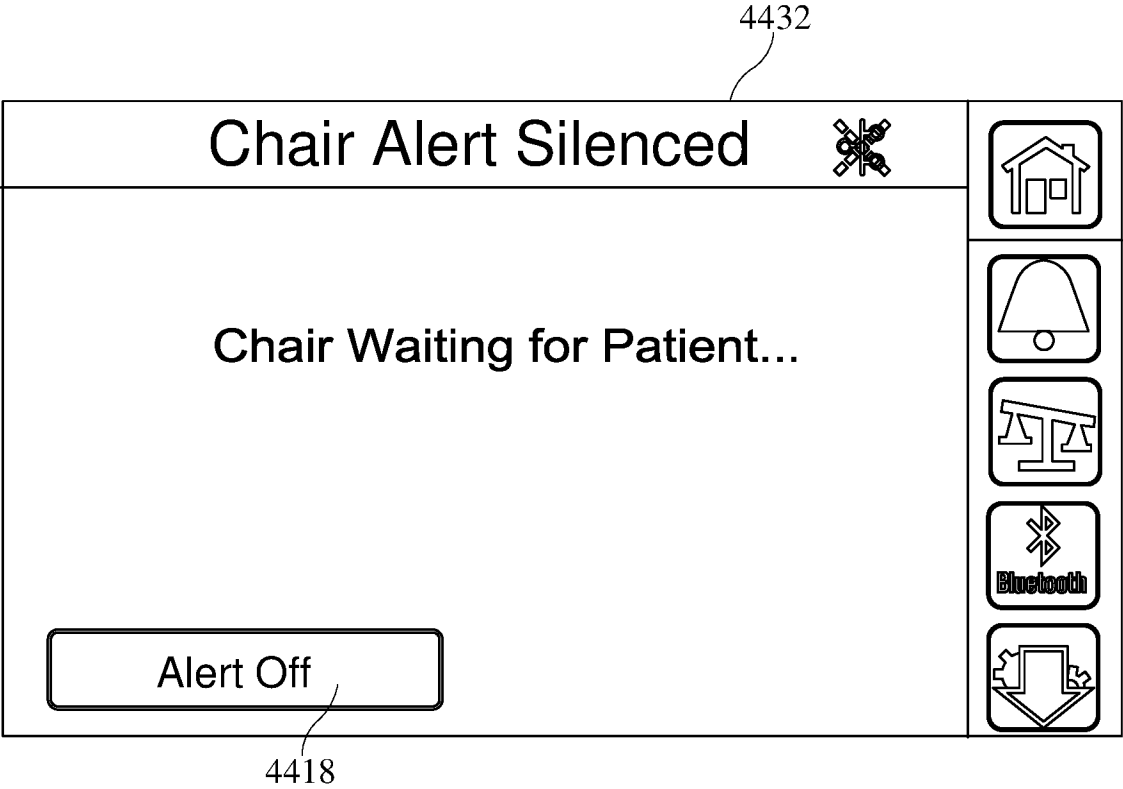 4432
Chair Alert Silenced
Chair Waiting for Patient...
Bluetooth
Alert Off
4418